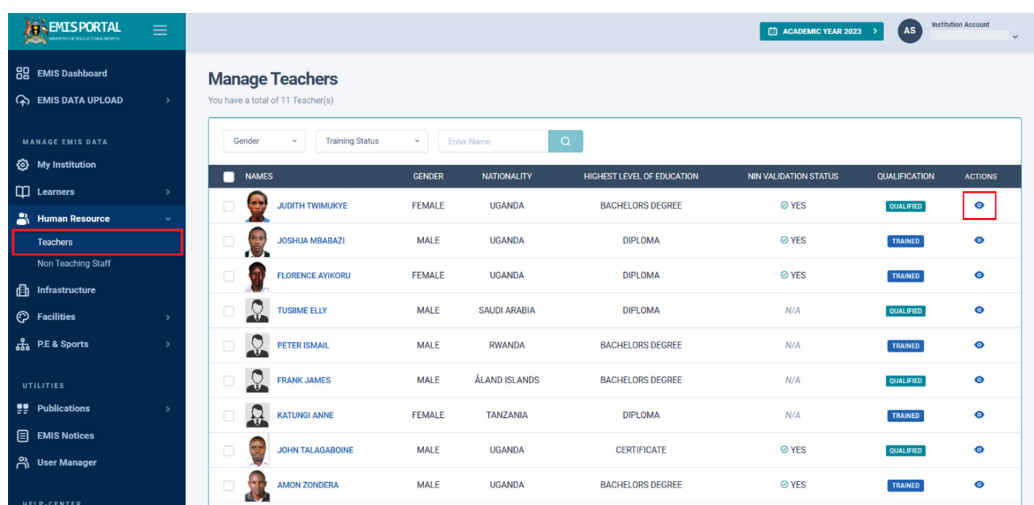 EMIS PORTAL
MINISTRY OF EDUCATION & SPORTS
ACADEMIC YEAR 2023
AS
Institution Account
EMIS Dashboard
EMIS DATA UPLOAD
MANAGE EMIS DATA
My Institution
Learners
Human Resource
Teachers
Non Teaching Staff
Infrastructure
Facilities
P.E & Sports
UTILITIES
Publications
EMIS Notices
User Manager
HELP-CENTER
Manage Teachers
You have a total of 11 Teacher(s)
Gender Training Status Enter Name
NAMES GENDER NATIONALITY HIGHEST LEVEL OF EDUCATION NIN VALIDATION STATUS QUALIFICATION ACTIONS
JUDITH TWIMUKYE FEMALE UGANDA BACHELORS DEGREE YES QUALIFIED
JOSHUA MBABAZI MALE UGANDA DIPLOMA YES TRAINED
FLORENCE AYIKORU FEMALE UGANDA DIPLOMA YES TRAINED
TUSIIME ELLY MALE SAUDI ARABIA DIPLOMA N/A QUALIFIED
PETER ISMAIL MALE RWANDA BACHELORS DEGREE N/A TRAINED
FRANK JAMES MALE ÅLAND ISLANDS BACHELORS DEGREE N/A QUALIFIED
KATUNGI ANNE FEMALE TANZANIA DIPLOMA N/A TRAINED
JOHN TALAGABOINE MALE UGANDA CERTIFICATE YES QUALIFIED
AMON ZONDERA MALE UGANDA BACHELORS DEGREE YES TRAINED